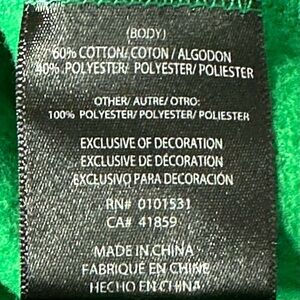 (BODY)
60% COTTON/ COTON / ALGODON
40% POLYESTER/ POLYESTER/ POLIESTER
OTHER/ AUTRE/ OTRO:
100% POLYESTER/ POLYESTER/ POLIESTER
EXCLUSIVE OF DECORATION
EXCLUSIVE DE DÉCORATION
EXCLUSIVO PARA DECORACIÓN
RN# 0101531
CA# 41859
MADE IN CHINA
FABRIQUÉ EN CHINE
HECHO EN CHINA